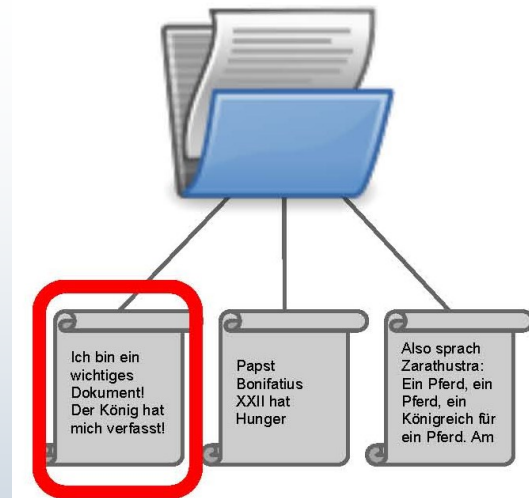 Ich bin ein
wichtiges
Dokument!
Der König hat
mich verfasst!
Papst
Bonifatius
XXII hat
Hunger
Also sprach
Zarathustra:
Ein Pferd, ein
Pferd, ein
Königreich für
ein Pferd. Am